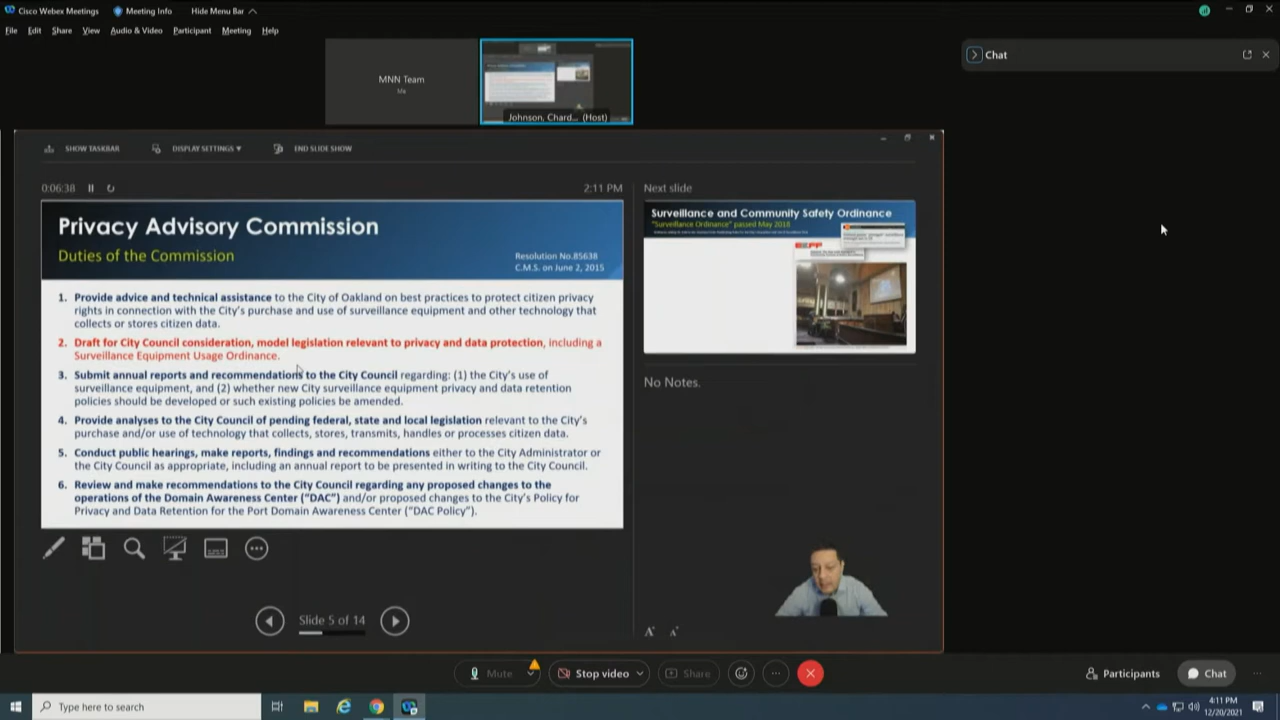 Cisco Webex Meetings
Meeting Info
Hide Menu Bar
File Edit Share View Audio & Video Participant Meeting Help
MNN Team
Me
Johnson, Chard... (Host)
Chat
SHOW TASKBAR
DISPLAY SETTINGS ▼
END SLIDE SHOW
0:06:38
2:11 PM
Privacy Advisory Commission
Duties of the Commission
Resolution No.85638
C.M.S. on June 2, 2015
1. Provide advice and technical assistance to the City of Oakland on best practices to protect citizen privacy
rights in connection with the City's purchase and use of surveillance equipment and other technology that
collects or stores citizen data.
2. Draft for City Council consideration, model legislation relevant to privacy and data protection, including a
Surveillance Equipment Usage Ordinance.
3. Submit annual reports and recommendations to the City Council regarding: (1) the City's use of
surveillance equipment, and (2) whether new City surveillance equipment privacy and data retention
policies should be developed or such existing policies be amended.
4. Provide analyses to the City Council of pending federal, state and local legislation relevant to the City's
purchase and/or use of technology that collects, stores, transmits, handles or processes citizen data.
5. Conduct public hearings, make reports, findings and recommendations either to the City Administrator or
the City Council as appropriate, including an annual report to be presented in writing to the City Council.
6. Review and make recommendations to the City Council regarding any proposed changes to the
operations of the Domain Awareness Center ("DAC") and/or proposed changes to the City's Policy for
Privacy and Data Retention for the Port Domain Awareness Center ("DAC Policy").
Slide 5 of 14
Next slide
Surveillance and Community Safety Ordinance
"Surveillance Ordinance" passed May 2018
EFF
No Notes.
A A
Mute
Stop video
Share
Participants
Chat
Type here to search
4:11 PM
12/20/2021